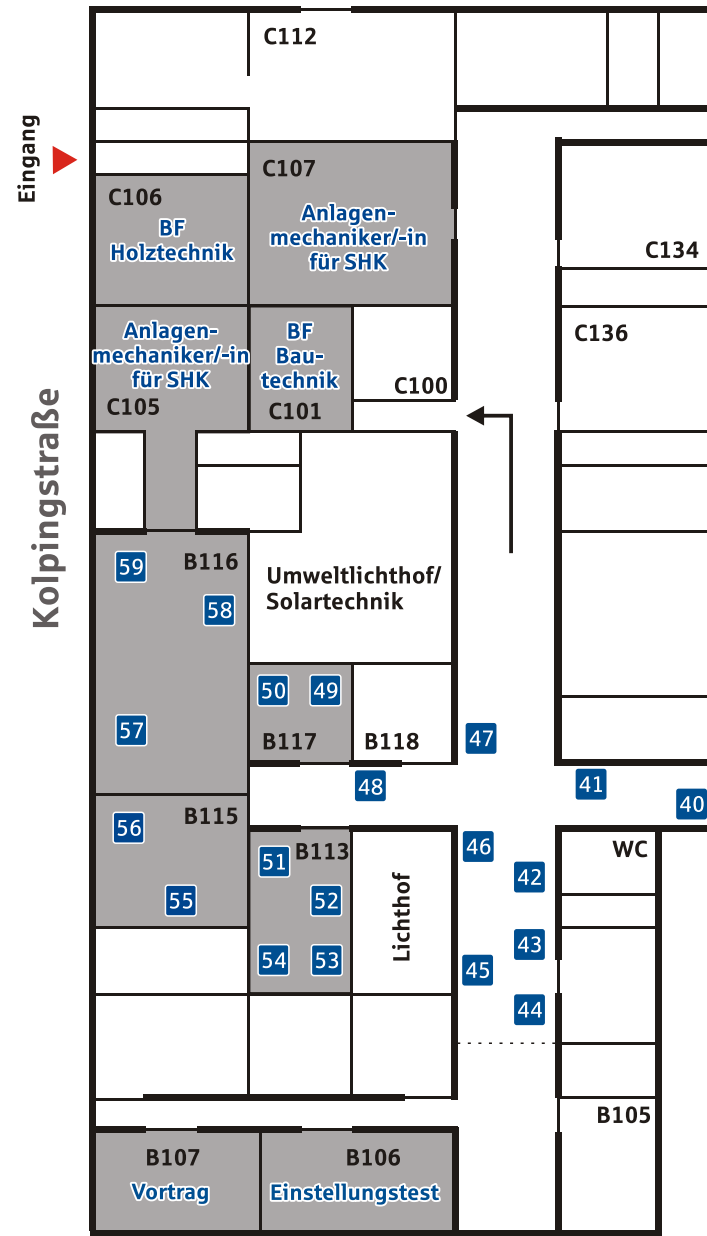 C112
Eingang
C107
Anlagen-
mechaniker/-in
für SHK
C106
BF
Holztechnik
C134
Anlagen-
mechaniker/-in
für SHK
C105
BF
Bau-
technik
C101
C100
C136
Kolpingstraße
59
B116
58
57
Umweltlichthof/
Solartechnik
50
49
B117
B118
47
48
41
40
B115
56
55
51
B113
52
54
53
Lichthof
46
42
WC
43
45
44
B105
B107
Vortrag
B106
Einstellungstest